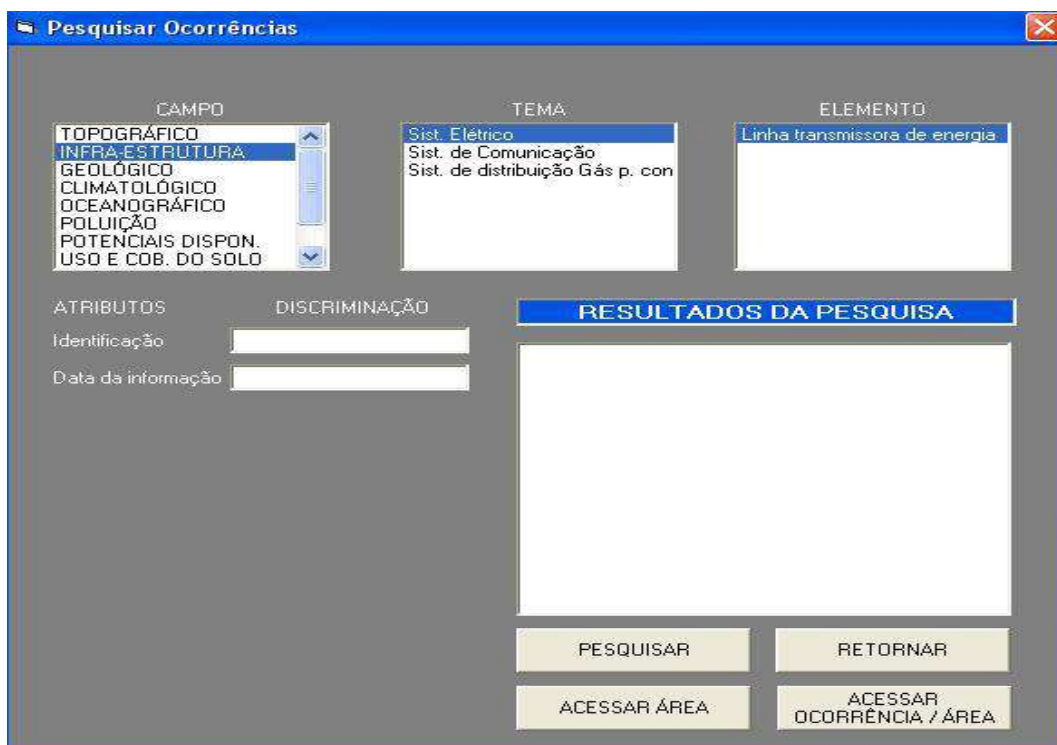 Pesquisar Ocorrências
CAMPO
TOPOGRÁFICO
INFRA-ESTRUTURA
GEOLÓGICO
CLIMATOLÓGICO
OCEANOGRÁFICO
POLUIÇÃO
POTENCIAIS DISPON.
USO E COB. DO SOLO
TEMA
Sist. Elétrico
Sist. de Comunicação
Sist. de distribuição Gás p. con
ELEMENTO
Linha transmissora de energia
ATRIBUTOS DISCRIMINAÇÃO
Identificação
Data da informação
RESULTADOS DA PESQUISA
PESQUISAR
RETORNAR
ACESSAR ÁREA
ACESSAR
OCORRÊNCIA / ÁREA